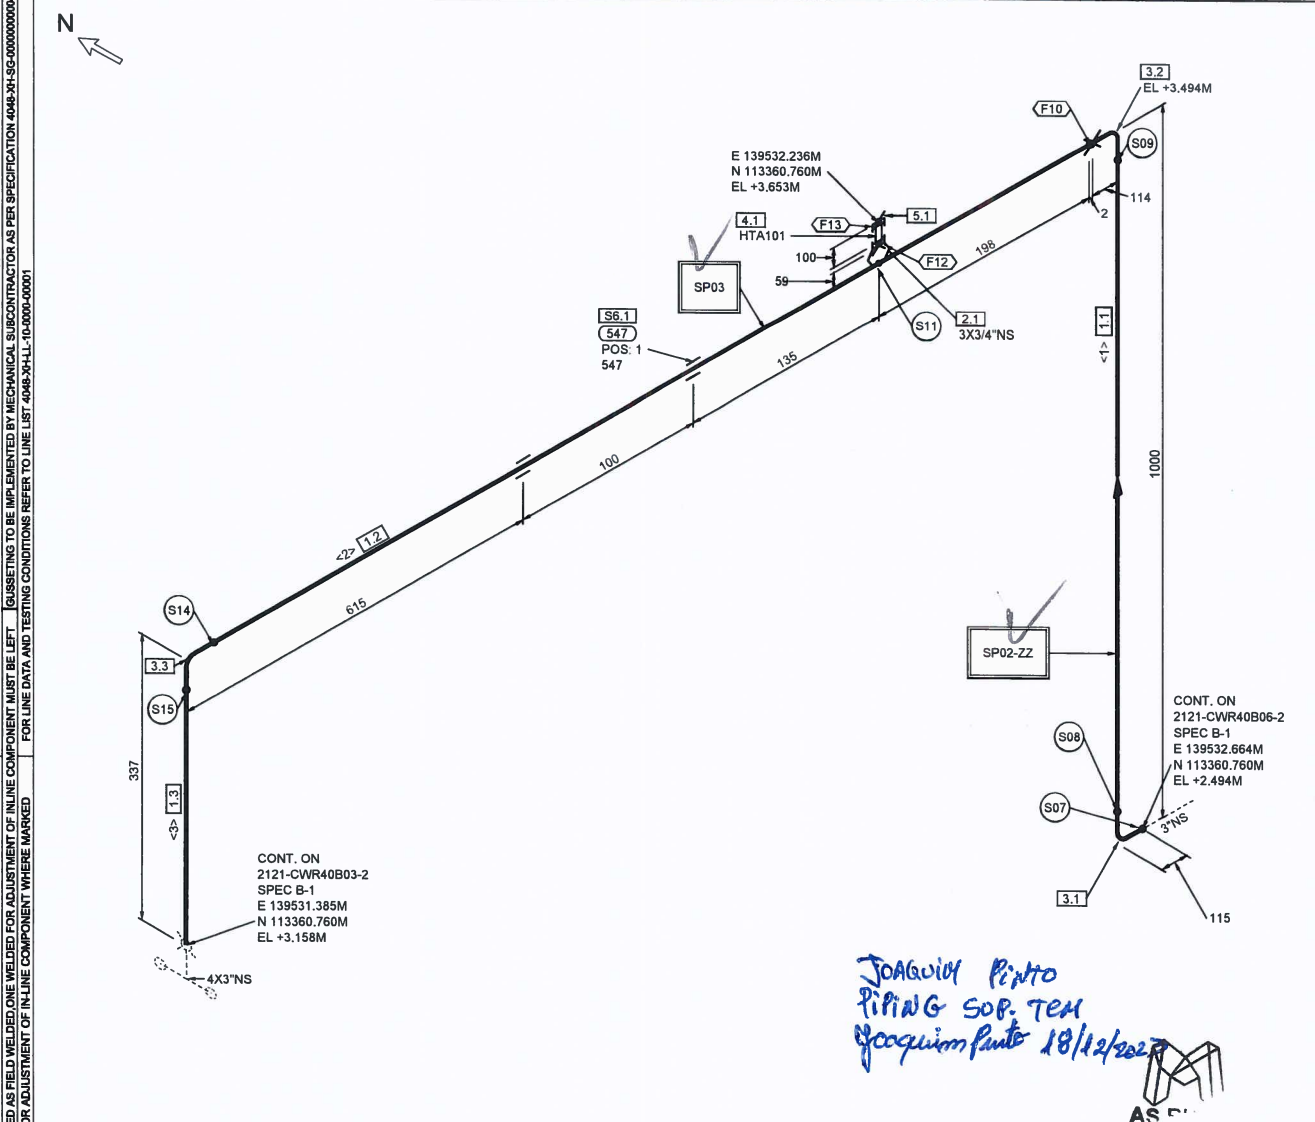 N
ED AS FIELD WELDED,ONE WELDED FOR ADJUSTMENT OF INLINE COMPONENT MUST BE LEFT
OR ADJUSTMENT OF IN-LINE COMPONENT WHERE MARKED
GUSSETING TO BE IMPLEMENTED BY MECHANICAL SUBCONTRACTOR AS PER SPECIFICATION 4048-XH-SG-000000000
FOR LINE DATA AND TESTING CONDITIONS REFER TO LINE LIST 4048-XH-LL-10-0000-00001
3.2
EL +3.494M
F10
S09
114
2
E 139532.236M
N 113360.760M
EL +3.653M
4.1
HTA101
F13
5.1
100
59
F12
198
SP03
S11
2.1
3X3/4"NS
S6.1
547
POS: 1
547
135
1.1
<1>
1000
100
<2> 1.2
615
S14
3.3
S15
337
1.3
<3>
SP02-ZZ
S08
S07
CONT. ON
2121-CWR40B06-2
SPEC B-1
E 139532.664M
N 113360.760M
EL +2.494M
3"NS
3.1
115
CONT. ON
2121-CWR40B03-2
SPEC B-1
E 139531.385M
N 113360.760M
EL +3.158M
4X3"NS
JOAQUIM PINTO
PIPING SOP. TEM
Joaquim Pinto 18/12/202
AS